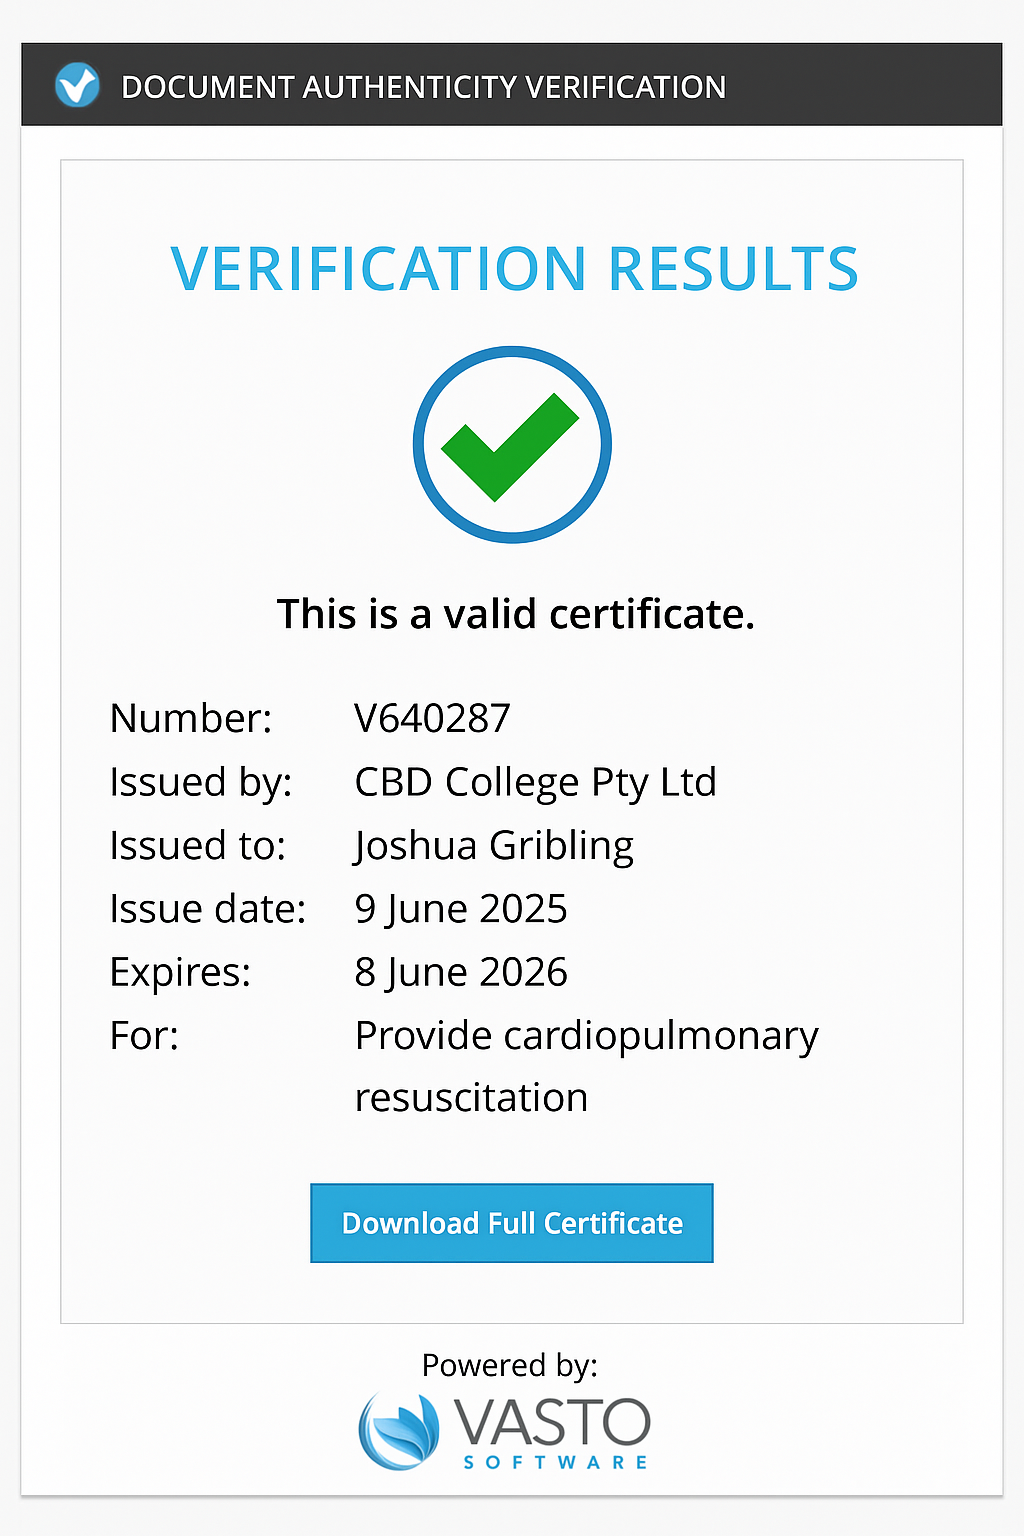 DOCUMENT AUTHENTICITY VERIFICATION
VERIFICATION RESULTS
This is a valid certificate.
Number: V640287
Issued by: CBD College Pty Ltd
Issued to: Joshua Gribling
Issue date: 9 June 2025
Expires: 8 June 2026
For: Provide cardiopulmonary
resuscitation
Download Full Certificate
Powered by:
VASTO
SOFTWARE